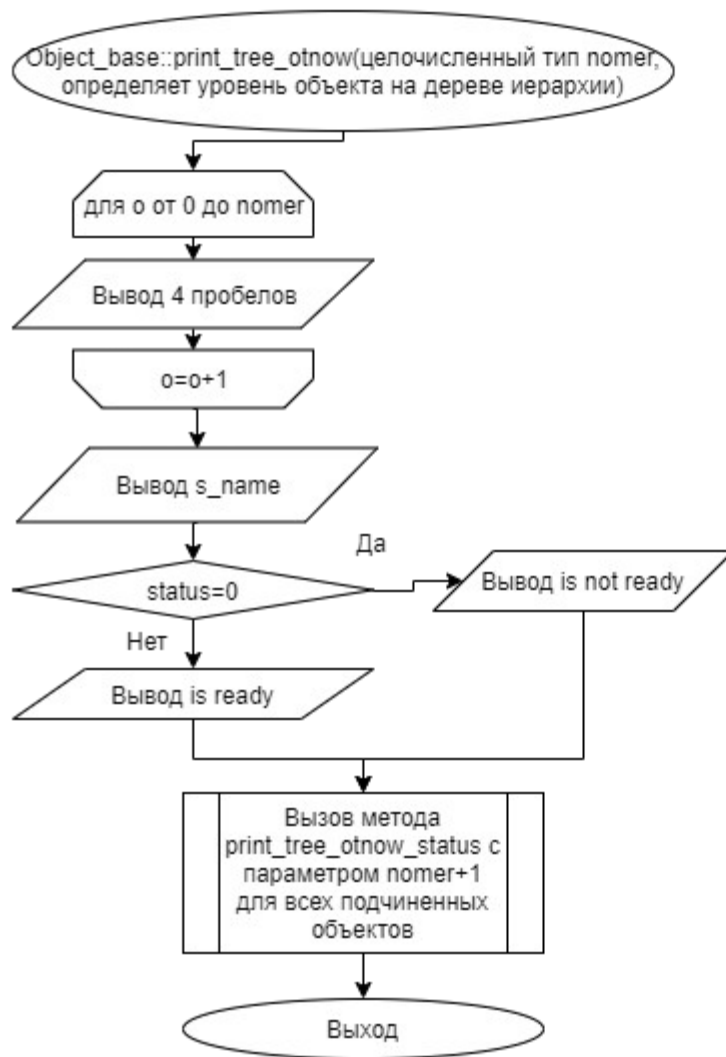 Object_base::print_tree_otnow(целочисленный тип nomer,
определяет уровень объекта на дереве иерархии)
для о от 0 до nomer
Вывод 4 пробелов
o=o+1
Вывод s_name
Да
status=0
Вывод is not ready
Нет
Вывод is ready
Вызов метода
print_tree_otnow_status с
параметром nomer+1
для всех подчиненных
объектов
Выход